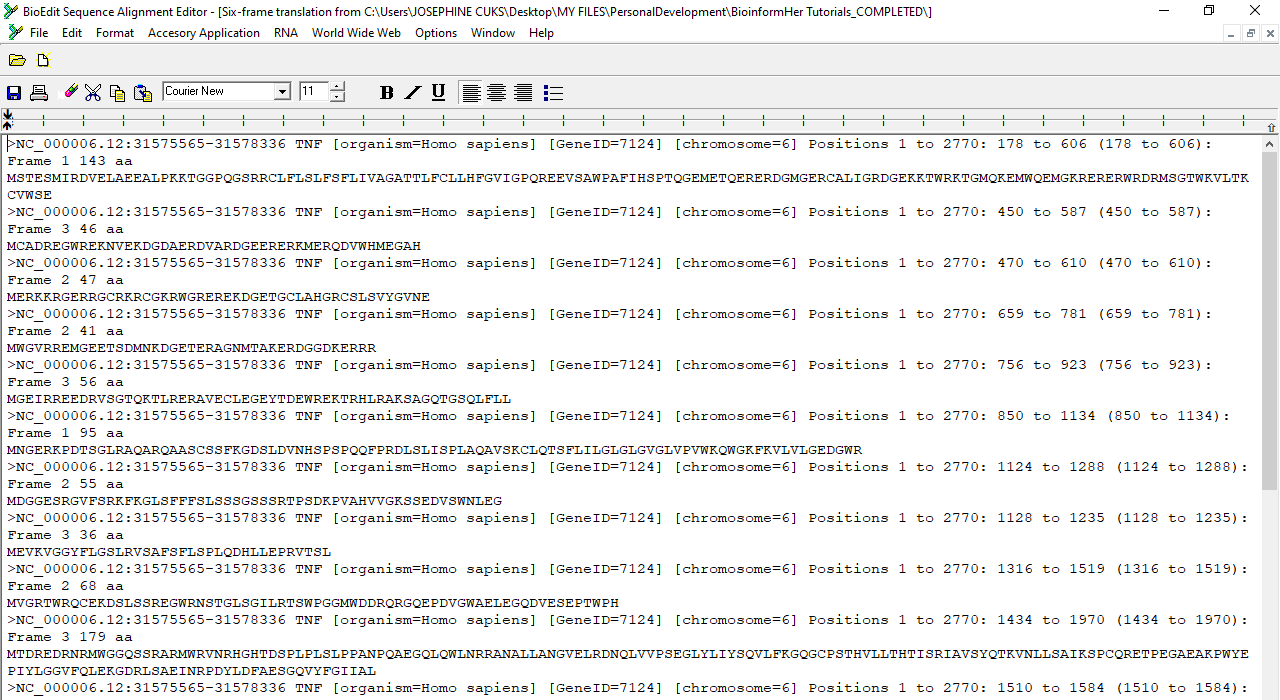 BioEdit Sequence Alignment Editor - [Six-frame translation from C:\Users\JOSEPHINE CUKS\Desktop\MY FILES\PersonalDevelopment\BioinformHer Tutorials_COMPLETED\]
File Edit Format Accesory Application RNA World Wide Web Options Window Help
Courier New 11 B I U
>NC_000006.12:31575565-31578336 TNF [organism=Homo sapiens] [GeneID=7124] [chromosome=6] Positions 1 to 2770: 178 to 606 (178 to 606):
Frame 1 143 aa
MSTESMIRDVELAEEALPKKTGGPQGSRRCLFLSLFSFLIVAGATTLFCLLHFGVIGPQREEVSAWPAFIHSPTQGEMETQERERDGMGERCALIGRDGEKKTWRKTGMQKEMWQEMGKRERERWRDRMSGTWKVLTK
CVWSE
>NC_000006.12:31575565-31578336 TNF [organism=Homo sapiens] [GeneID=7124] [chromosome=6] Positions 1 to 2770: 450 to 587 (450 to 587):
Frame 3 46 aa
MCADREGWREKNVEKDGDAERDVARDGEERERKMERQDVWHMEGAH
>NC_000006.12:31575565-31578336 TNF [organism=Homo sapiens] [GeneID=7124] [chromosome=6] Positions 1 to 2770: 470 to 610 (470 to 610):
Frame 2 47 aa
MERKKRGERRGCRKRCGKRWGREREKDGETGCLAHGRCSLSVYGVNE
>NC_000006.12:31575565-31578336 TNF [organism=Homo sapiens] [GeneID=7124] [chromosome=6] Positions 1 to 2770: 659 to 781 (659 to 781):
Frame 2 41 aa
MWGVRREMGEETSDMNKDGETERAGNMTAKERDGGDKERRR
>NC_000006.12:31575565-31578336 TNF [organism=Homo sapiens] [GeneID=7124] [chromosome=6] Positions 1 to 2770: 756 to 923 (756 to 923):
Frame 3 56 aa
MGEIRREEDRVSGTQKTLRERAVECLEGEYTDEWREKTRHLRAKSAGQTGSQLFLL
>NC_000006.12:31575565-31578336 TNF [organism=Homo sapiens] [GeneID=7124] [chromosome=6] Positions 1 to 2770: 850 to 1134 (850 to 1134):
Frame 1 95 aa
MNGERKPDTSGLRAQARQAASCSSFKGDSLDVNHSPSPQQFPRDLSLISPLAQAVSKCLQTSFLILGLGLGVGLVPVWKQWGKFKVLVLGEDGWR
>NC_000006.12:31575565-31578336 TNF [organism=Homo sapiens] [GeneID=7124] [chromosome=6] Positions 1 to 2770: 1124 to 1288 (1124 to 1288):
Frame 2 55 aa
MDGGESRGVFSRKFKGLSFFFSLSSSGSSSRTPSDKPVAHVVGKSSEDVSWNLEG
>NC_000006.12:31575565-31578336 TNF [organism=Homo sapiens] [GeneID=7124] [chromosome=6] Positions 1 to 2770: 1128 to 1235 (1128 to 1235):
Frame 3 36 aa
MEVKVGGYFLGSLRVSAFSFLSPLQDHLLEPRVTSL
>NC_000006.12:31575565-31578336 TNF [organism=Homo sapiens] [GeneID=7124] [chromosome=6] Positions 1 to 2770: 1316 to 1519 (1316 to 1519):
Frame 2 68 aa
MVGRTWRQCEKDSLSSREGWRNSTGLSGILRTSWPGGMWDDRQRGQEPDVGWAELEGQDVESEPTWPH
>NC_000006.12:31575565-31578336 TNF [organism=Homo sapiens] [GeneID=7124] [chromosome=6] Positions 1 to 2770: 1434 to 1970 (1434 to 1970):
Frame 3 179 aa
MTDREDRNRMWGGQSSRARMWRVNRHGHTDSPLPLSLPPANPQAEGQLQWLNRRANALLANGVELRDNQLVVPSEGLYLIYSQVLFKGQGCPSTHVLLTHTISRIAVSYQTKVNLLSAIKSPCQRETPEGAEAKPWYE
PIYLGGVFQLEKGDRLSAEINRPDYLDFAESGQVYFGIIAL
>NC_000006.12:31575565-31578336 TNF [organism=Homo sapiens] [GeneID=7124] [chromosome=6] Positions 1 to 2770: 1510 to 1584 (1510 to 1584):